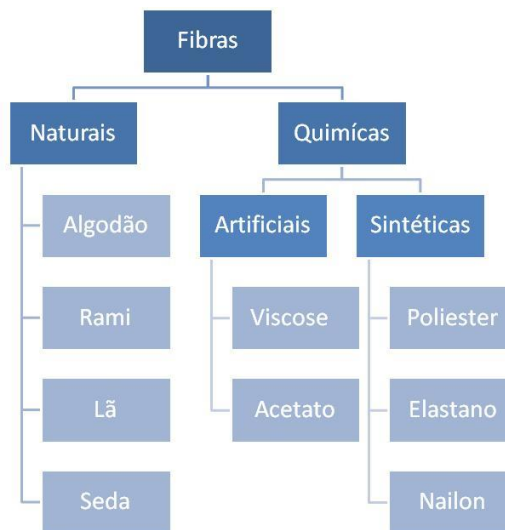 Fibras
Naturais
Quimícas
Algodão
Rami
Lã
Seda
Artificiais
Sintéticas
Viscose
Acetato
Poliester
Elastano
Nailon